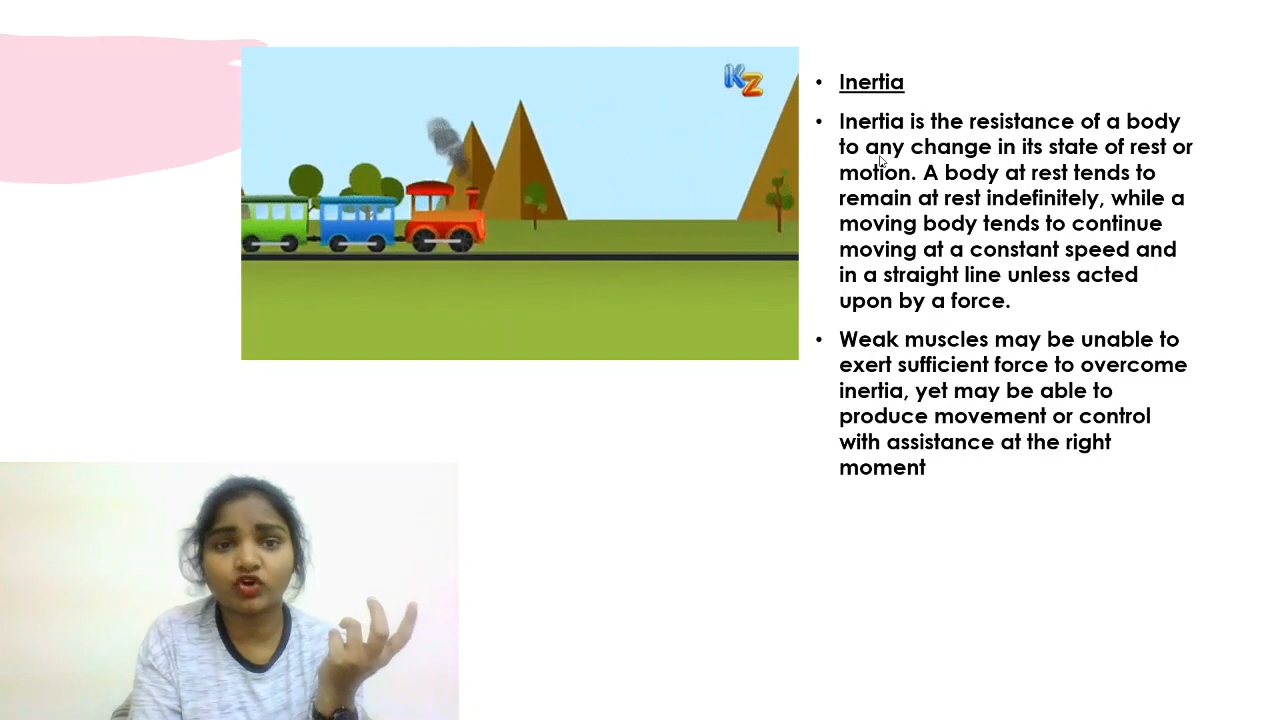 KZ
Inertia
Inertia is the resistance of a body
to any change in its state of rest or
motion. A body at rest tends to
remain at rest indefinitely, while a
moving body tends to continue
moving at a constant speed and
in a straight line unless acted
upon by a force.
Weak muscles may be unable to
exert sufficient force to overcome
inertia, yet may be able to
produce movement or control
with assistance at the right
moment